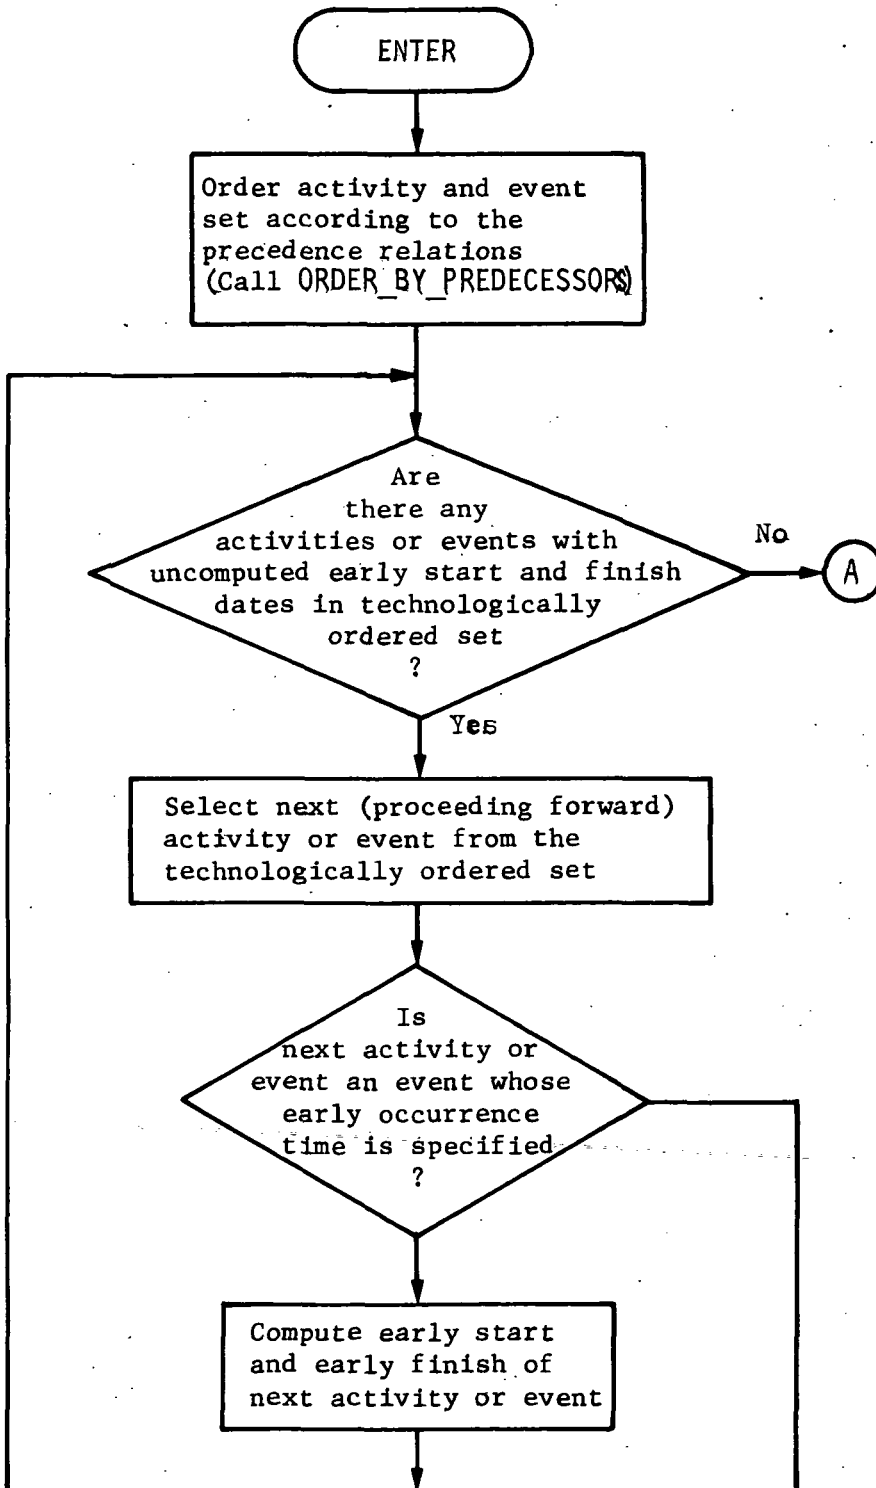 ENTER
Order activity and event
set according to the
precedence relations
(Call ORDER_BY_PREDECESSORS)
Are
there any
activities or events with
uncomputed early start and finish
dates in technologically
ordered set
?
No
A
Yes
Select next (proceeding forward)
activity or event from the
technologically ordered set
Is
next activity or
event an event whose
early occurrence
time is specified
?
Compute early start
and early finish of
next activity or event